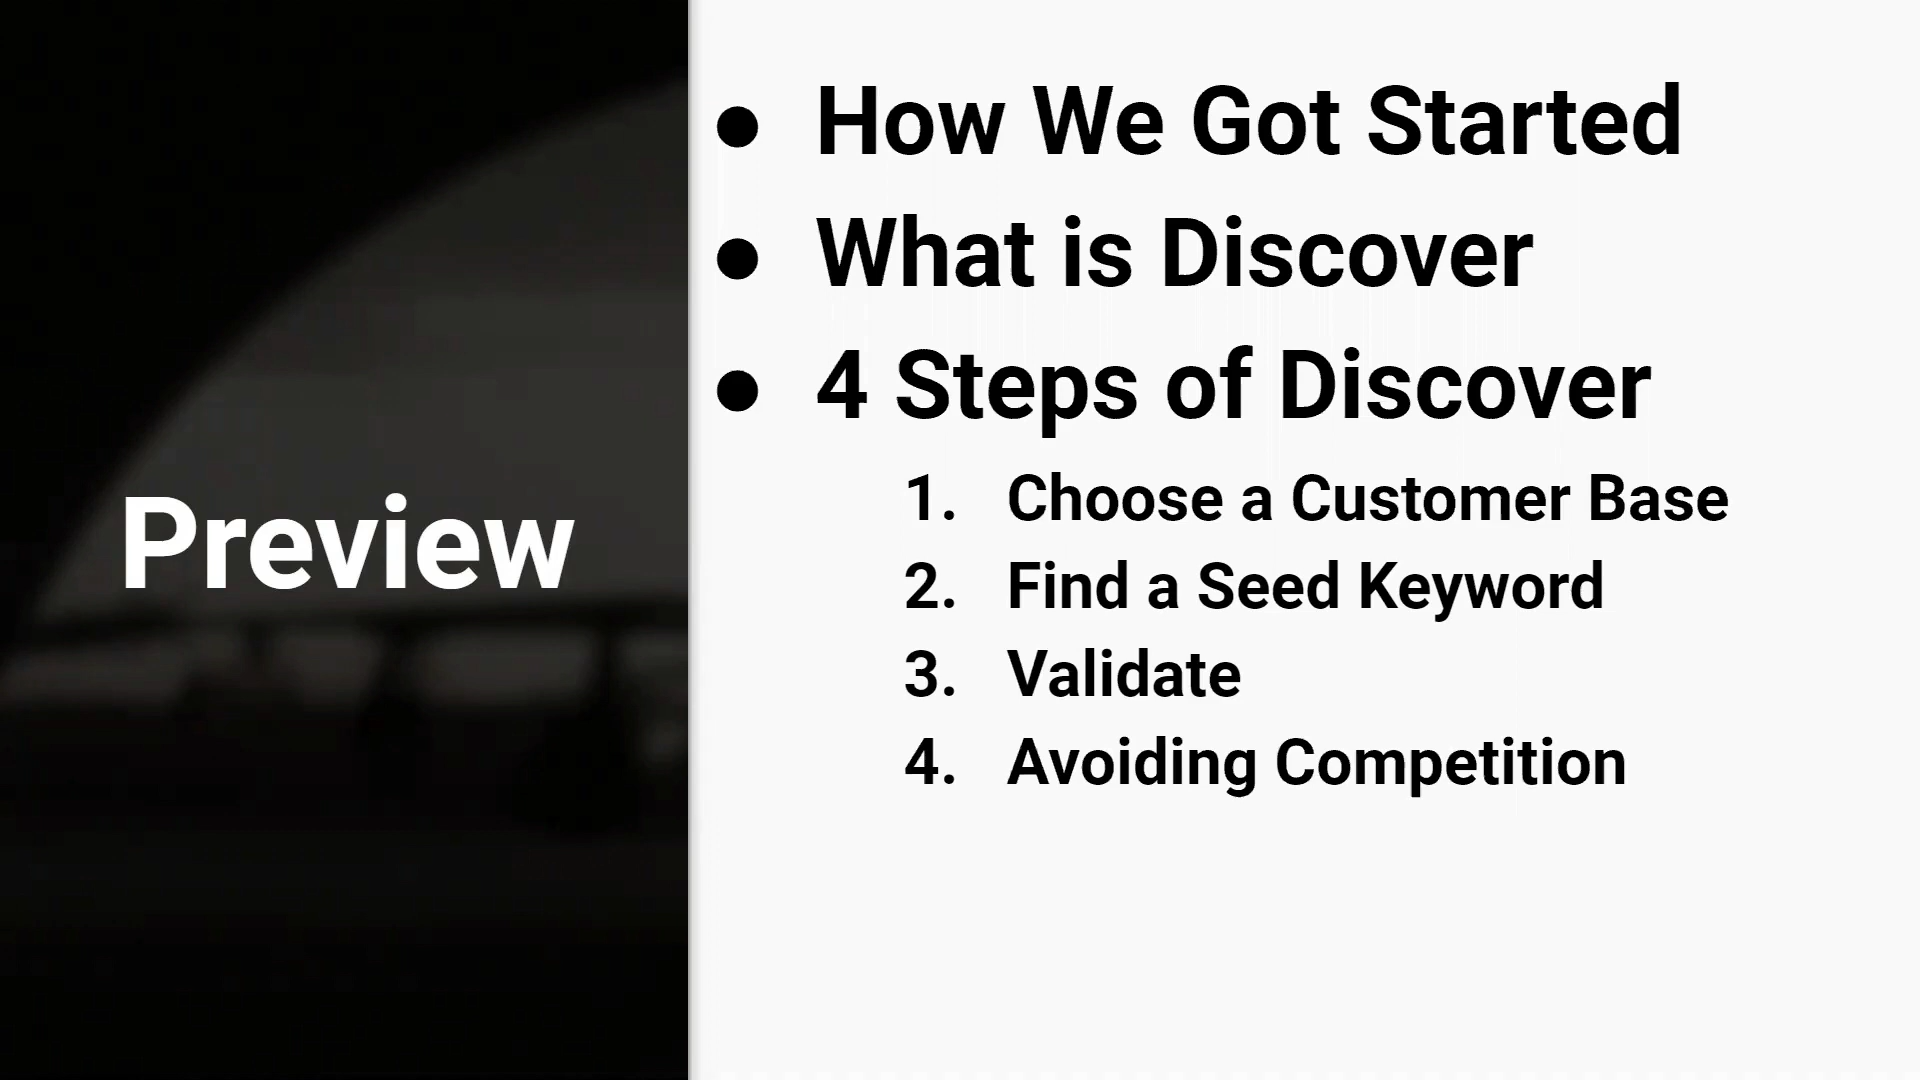 Preview
● How We Got Started
● What is Discover
● 4 Steps of Discover
1. Choose a Customer Base
2. Find a Seed Keyword
3. Validate
4. Avoiding Competition